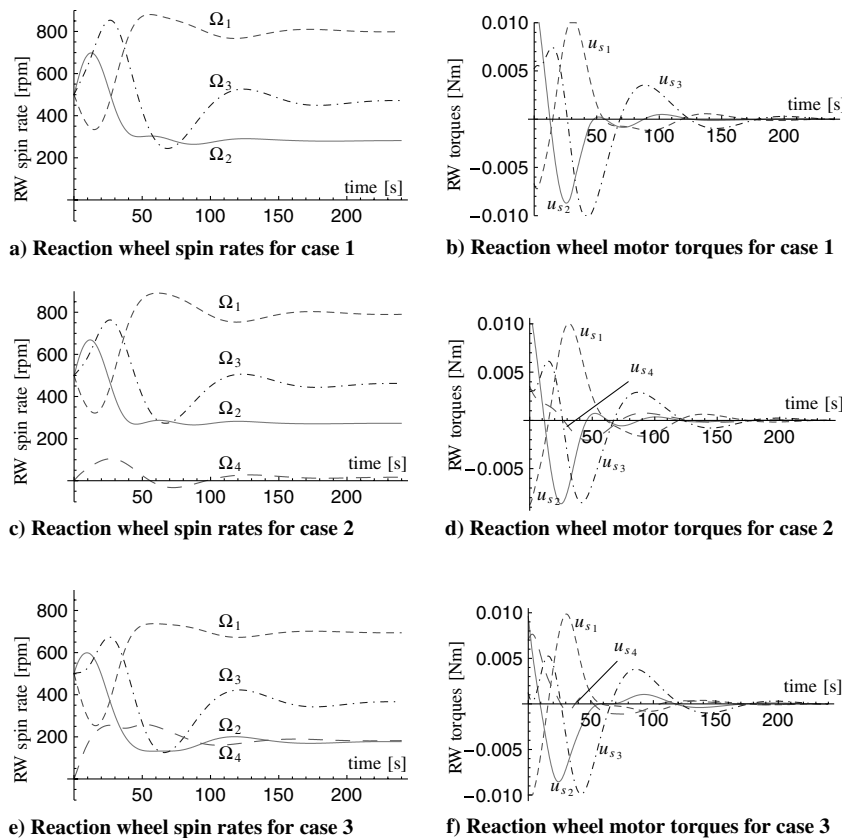 Ω1
800
600
Ω3
400
200
Ω2
time [s]
50 100 150 200
RW spin rate [rpm]
a) Reaction wheel spin rates for case 1
0.010
us1
us3
0.005
time [s]
50 100 150 200
−0.005
us2
−0.010
RW torques [Nm]
b) Reaction wheel motor torques for case 1
Ω1
800
600
Ω3
400
Ω2
200
Ω4
time [s]
50 100 150 200
RW spin rate [rpm]
c) Reaction wheel spin rates for case 2
0.010
us1
us4
0.005
time [s]
50 100 150 200
−0.005
us3
us2
RW torques [Nm]
d) Reaction wheel motor torques for case 2
800
Ω1
600
Ω3
400
Ω2
200
Ω4
time [s]
50 100 150 200
RW spin rate [rpm]
e) Reaction wheel spin rates for case 3
0.010
us1
us4
0.005
time [s]
50 100 150 200
−0.005
us3
us2
−0.010
RW torques [Nm]
f) Reaction wheel motor torques for case 3